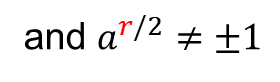 and a^{r/2} ≠ ±1